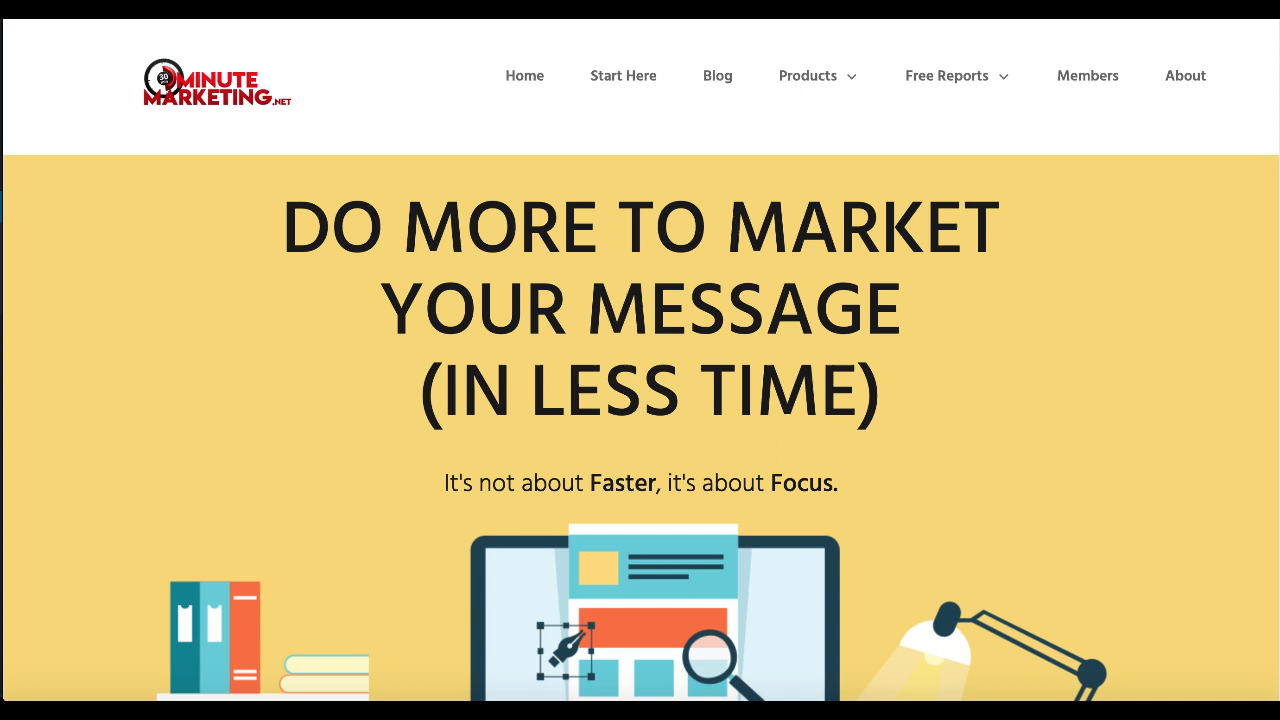 30
MINUTE
MARKETING.NET
Home Start Here Blog Products Free Reports Members About
DO MORE TO MARKET
YOUR MESSAGE
(IN LESS TIME)
It's not about Faster, it's about Focus.